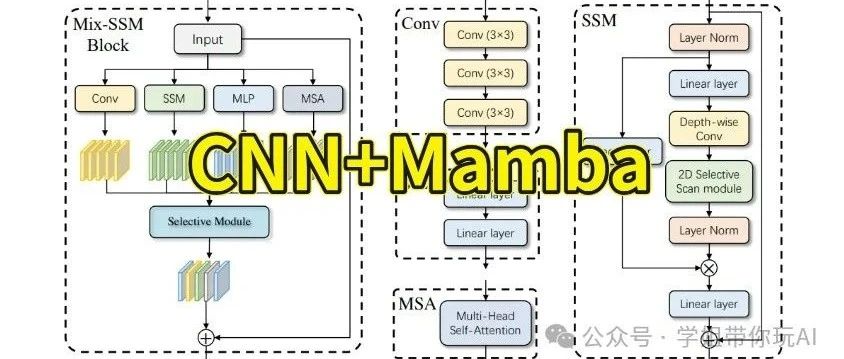 Mix-SSM
Block
Input
Conv
SSM
MLP
MSA
Selective Module
CNN+Mamba
Conv
Conv (3×3)
Conv (3×3)
Conv (3×3)
Linear layer
Linear layer
MSA
Multi-Head
Self-Attention
SSM
Layer Norm
Linear layer
Depth-wise
Conv
2D Selective
Scan module
Layer Norm
Linear layer
公众号·学姐带你玩AI